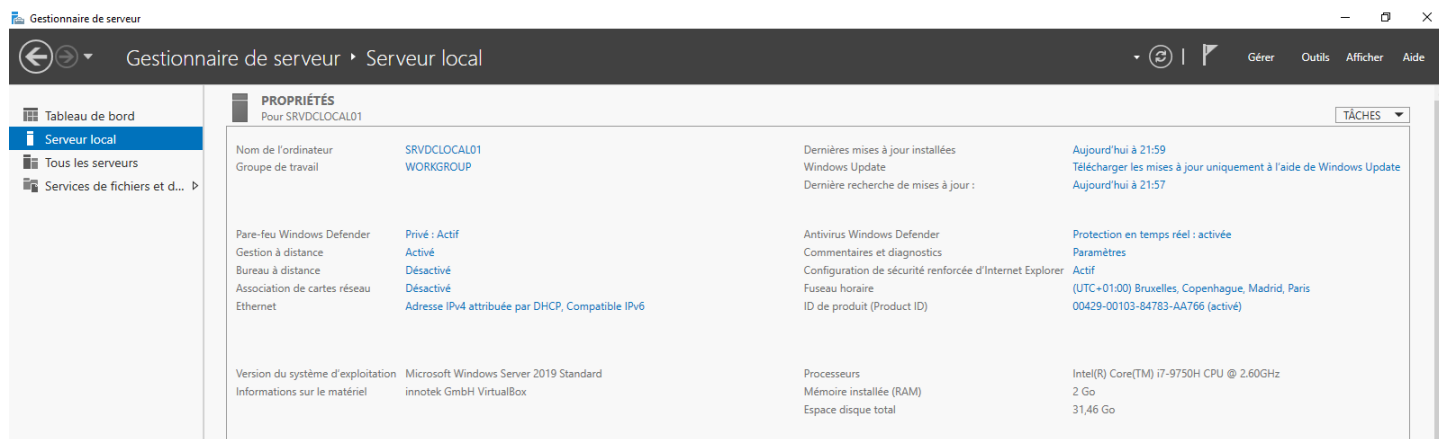 Gestionnaire de serveur
Gestionnaire de serveur Serveur local
Gérer Outils Afficher Aide
Tableau de bord
Serveur local
Tous les serveurs
Services de fichiers et d...
PROPRIÉTÉS
Pour SRVDCLOCAL01
TÂCHES
Nom de l'ordinateur SRVDCLOCAL01
Groupe de travail WORKGROUP
Dernières mises à jour installées Aujourd'hui à 21:59
Windows Update Télécharger les mises à jour uniquement à l'aide de Windows Update
Dernière recherche de mises à jour : Aujourd'hui à 21:57
Pare-feu Windows Defender Privé : Actif
Gestion à distance Activé
Bureau à distance Désactivé
Association de cartes réseau Désactivé
Ethernet Adresse IPv4 attribuée par DHCP, Compatible IPv6
Antivirus Windows Defender Protection en temps réel : activée
Commentaires et diagnostics Paramètres
Configuration de sécurité renforcée d'Internet Explorer Actif
Fuseau horaire (UTC+01:00) Bruxelles, Copenhague, Madrid, Paris
ID de produit (Product ID) 00429-00103-84783-AA766 (activé)
Version du système d'exploitation Microsoft Windows Server 2019 Standard
Informations sur le matériel innotek GmbH VirtualBox
Processeurs Intel(R) Core(TM) i7-9750H CPU @ 2.60GHz
Mémoire installée (RAM) 2 Go
Espace disque total 31,46 Go